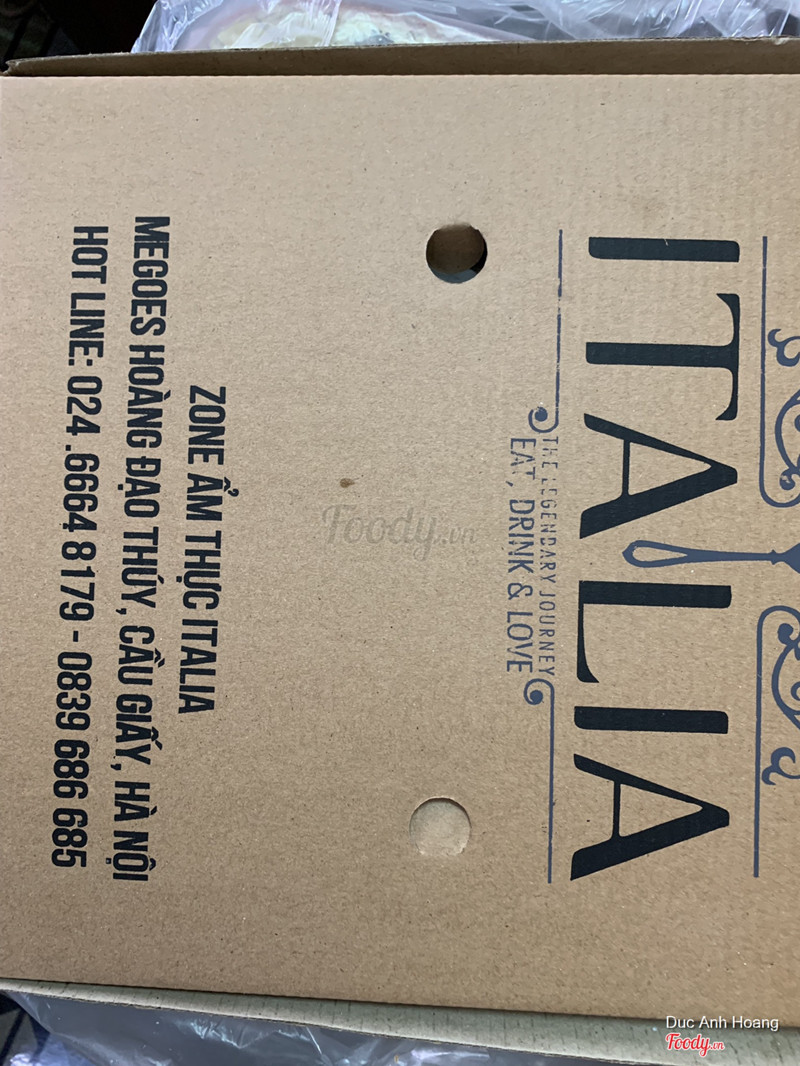 ITALIA
THE LEGENDARY JOURNEY
EAT, DRINK & LOVE
ZONE ẨM THỰC ITALIA
MEGOES HOÀNG ĐẠO THÚY, CẦU GIẤY, HÀ NỘI
HOT LINE: 024 .6664 8179 - 0839 686 685
Foody.vn
Duc Anh Hoang
Foody.vn